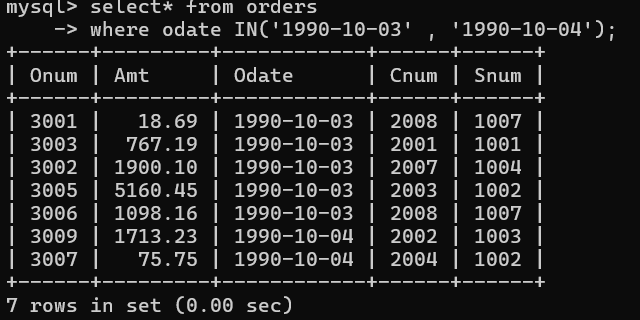 mysql> select* from orders
    -> where odate IN('1990-10-03' , '1990-10-04');
+------+---------+------------+------+------+
| Onum | Amt     | Odate      | Cnum | Snum |
+------+---------+------------+------+------+
| 3001 |   18.69 | 1990-10-03 | 2008 | 1007 |
| 3003 |  767.19 | 1990-10-03 | 2001 | 1001 |
| 3002 | 1900.10 | 1990-10-03 | 2007 | 1004 |
| 3005 | 5160.45 | 1990-10-03 | 2003 | 1002 |
| 3006 | 1098.16 | 1990-10-03 | 2008 | 1007 |
| 3009 | 1713.23 | 1990-10-04 | 2002 | 1003 |
| 3007 |   75.75 | 1990-10-04 | 2004 | 1002 |
+------+---------+------------+------+------+
7 rows in set (0.00 sec)